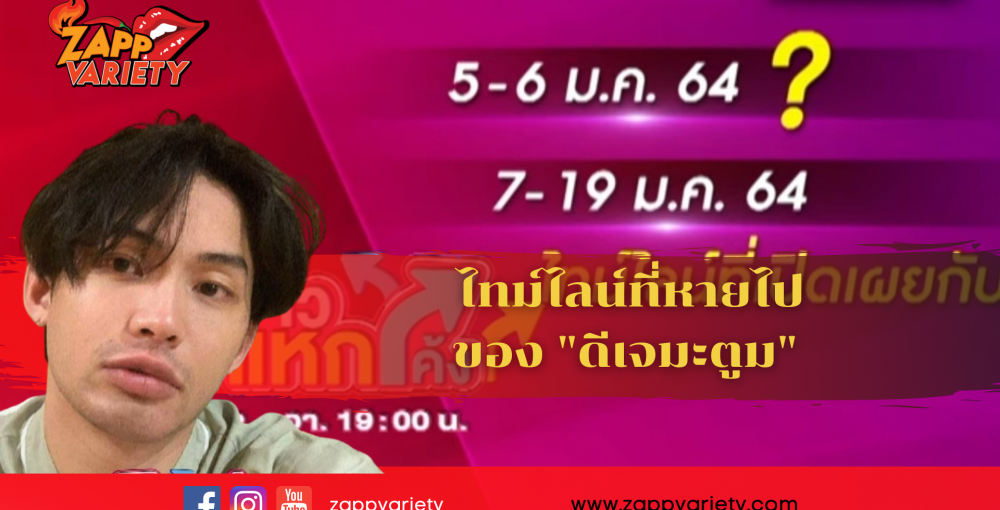 ZAPP
VARIETY
5-6 ม.ค. 64 ?
7-19 ม.ค. 64
ไทม์ไลน์ที่หายไป
ของ "ดีเจมะตูม"
19:00 น.
You
Tube
zappvariety
www.zappvariety.com